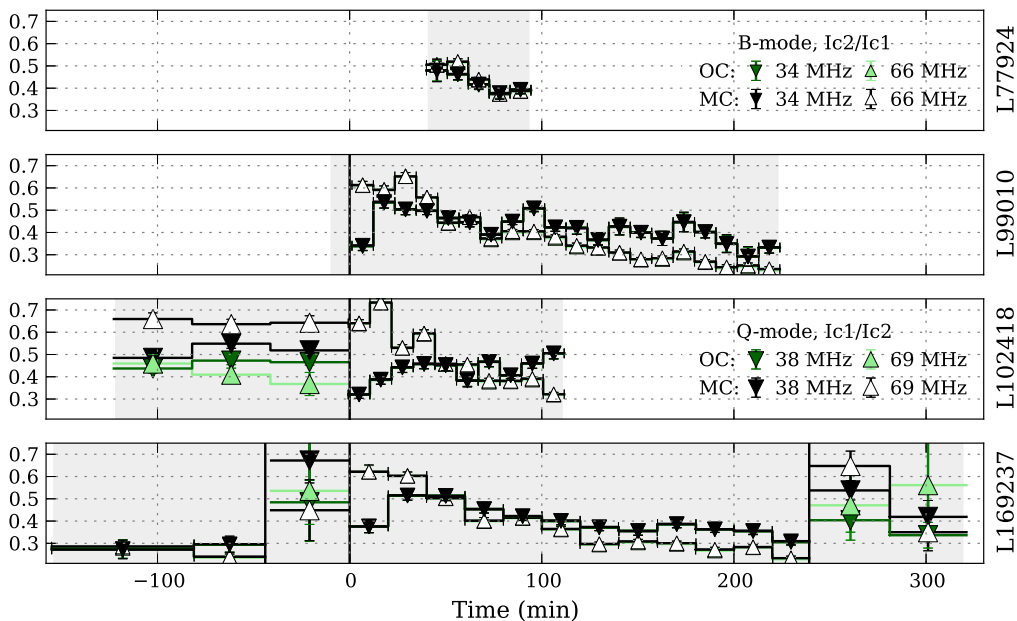 0.7
0.6
0.5
0.4
0.3
B-mode, Ic2/Ic1
OC: 34 MHz 66 MHz
MC: 34 MHz 66 MHz
L77924
0.7
0.6
0.5
0.4
0.3
L99010
0.7
0.6
0.5
0.4
0.3
Q-mode, Ic1/Ic2
OC: 38 MHz 69 MHz
MC: 38 MHz 69 MHz
L102418
0.7
0.6
0.5
0.4
0.3
L169237
−100 0 100 200 300
Time (min)